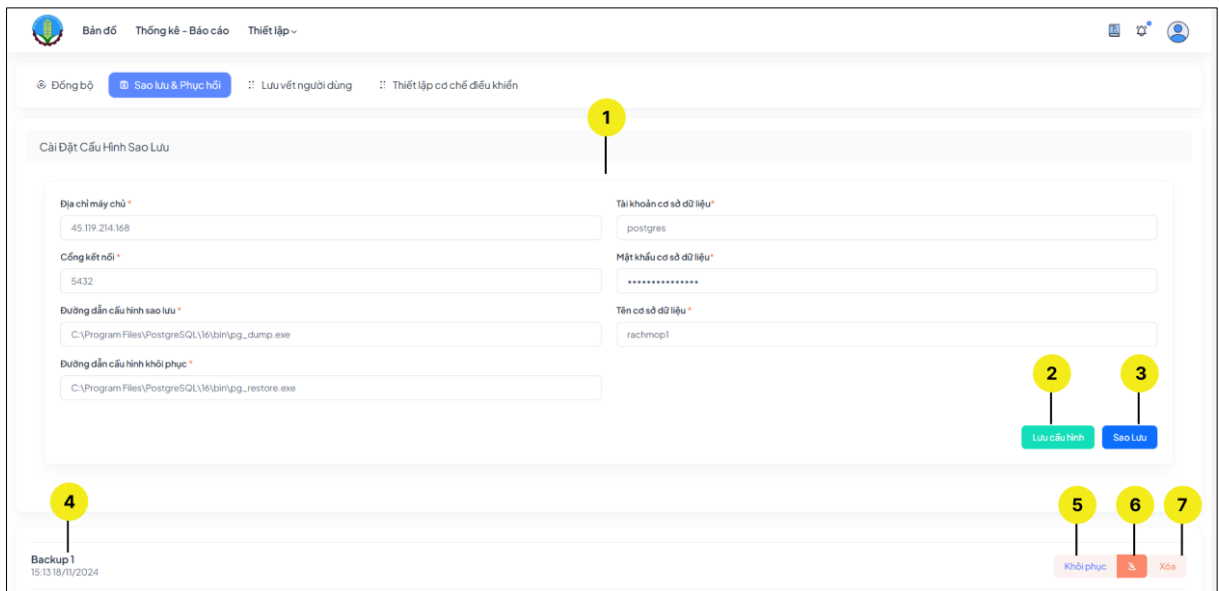 Bản đồ Thống kê - Báo cáo Thiết lập
Đồng bộ Sao lưu & Phục hồi Lưu vết người dùng Thiết lập cơ chế điều khiển
1
Cài Đặt Cấu Hình Sao Lưu
Địa chỉ máy chủ * Tài khoản cơ sở dữ liệu*
45.119.214.168 postgres
Cổng kết nối * Mật khẩu cơ sở dữ liệu*
5432 •••••••••••••••
Đường dẫn cấu hình sao lưu * Tên cơ sở dữ liệu *
C:\Program Files\PostgreSQL\16\bin\pg_dump.exe rachmop1
Đường dẫn cấu hình khôi phục *
C:\Program Files\PostgreSQL\16\bin\pg_restore.exe
2 3
Lưu cấu hình Sao Lưu
4 5 6 7
Backup 1
15:13 18/11/2024
Khôi phục Xóa